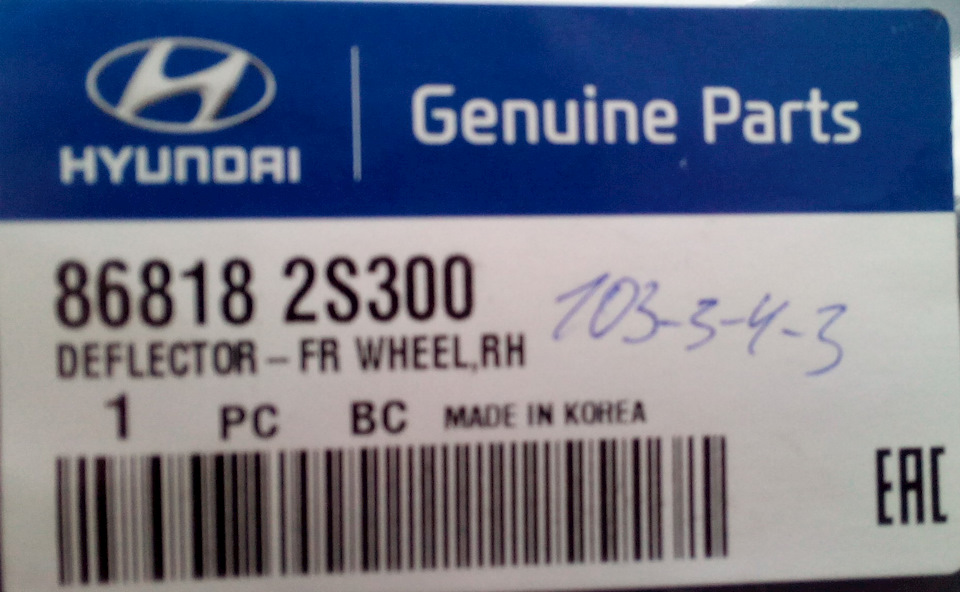 HYUNDAI
Genuine Parts
86818 2S300
103-3-4-3
DEFLECTOR - FR WHEEL,RH
1 PC BC MADE IN KOREA
EAC